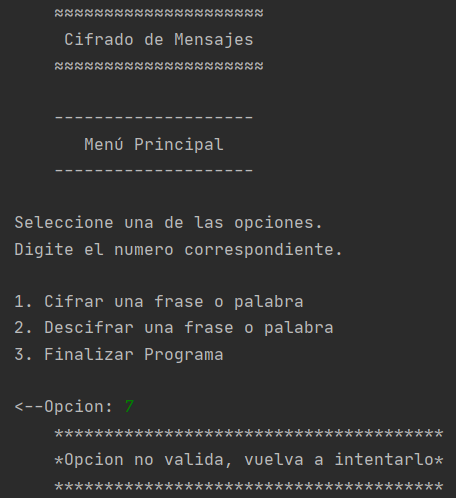 ≈≈≈≈≈≈≈≈≈≈≈≈≈≈≈≈≈≈≈≈≈
Cifrado de Mensajes
≈≈≈≈≈≈≈≈≈≈≈≈≈≈≈≈≈≈≈≈≈
--------------------
Menú Principal
--------------------
Seleccione una de las opciones.
Digite el numero correspondiente.
1. Cifrar una frase o palabra
2. Descifrar una frase o palabra
3. Finalizar Programa
<--Opcion: 7
***************************************
*Opcion no valida, vuelva a intentarlo*
***************************************